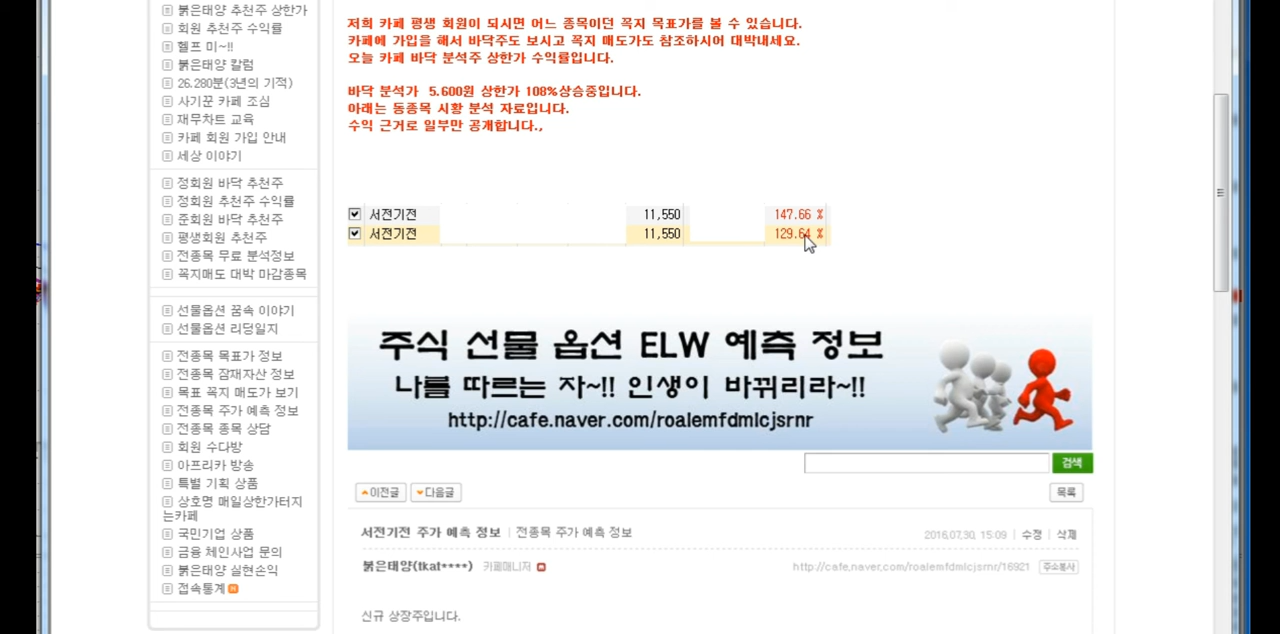 붉은태양 추천주 상한가
회원 추천주 수익률
헬프 미~!!
붉은태양 칼럼
26.280분(3년의 기적)
사기꾼 카페 조심
재무차트 교육
카페 회원 가입 안내
세상 이야기
정회원 바닥 추천주
정회원 추천주 수익률
준회원 바닥 추천주
평생회원 추천주
전종목 무료 분석정보
꼭지매도 대박 마감종목
선물옵션 꿈속 이야기
선물옵션 리딩일지
전종목 목표가 정보
전종목 잠재자산 정보
목표 꼭지 매도가 보기
전종목 주가 예측 정보
전종목 종목 상담
회원 수다방
아프리카 방송
특별 기획 상품
상호명 매일상한가터지
는카페
국민기업 상품
금융 체인사업 문의
붉은태양 실현손익
접속통계
저희 카페 평생 회원이 되시면 어느 종목이던 꼭지 목표가를 볼 수 있습니다.
카페에 가입을 해서 바닥주도 보시고 꼭지 매도가도 참조하시어 대박내세요.
오늘 카페 바닥 분석주 상한가 수익률입니다.
바닥 분석가 5.600원 상한가 108%상승중입니다.
아래는 동종목 시황 분석 자료입니다.
수익 근거로 일부만 공개합니다.,
서전기전 11,550 147.66 %
서전기전 11,550 129.64 %
주식 선물 옵션 ELW 예측 정보
나를 따르는 자~!! 인생이 바뀌리라~!!
http://cafe.naver.com/roalemfdmlcjsrnr
검색
이전글 다음글 목록
서전기전 주가 예측 정보 | 전종목 주가 예측 정보 2016.07.30. 15:09 | 수정 | 삭제
붉은태양(tkat****) 카페매니저 http://cafe.naver.com/roalemfdmlcjsrnr/16921 주소복사
신규 상장주입니다.